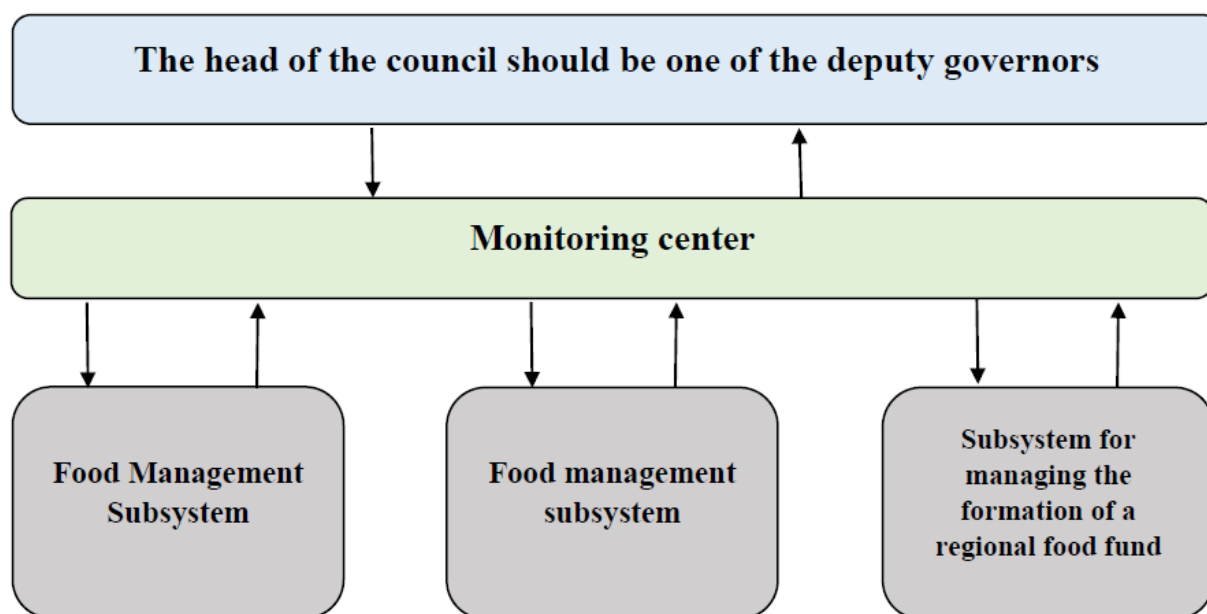 The head of the council should be one of the deputy governors
Monitoring center
Food Management
Subsystem
Food management
subsystem
Subsystem for
managing the
formation of a
regional food fund